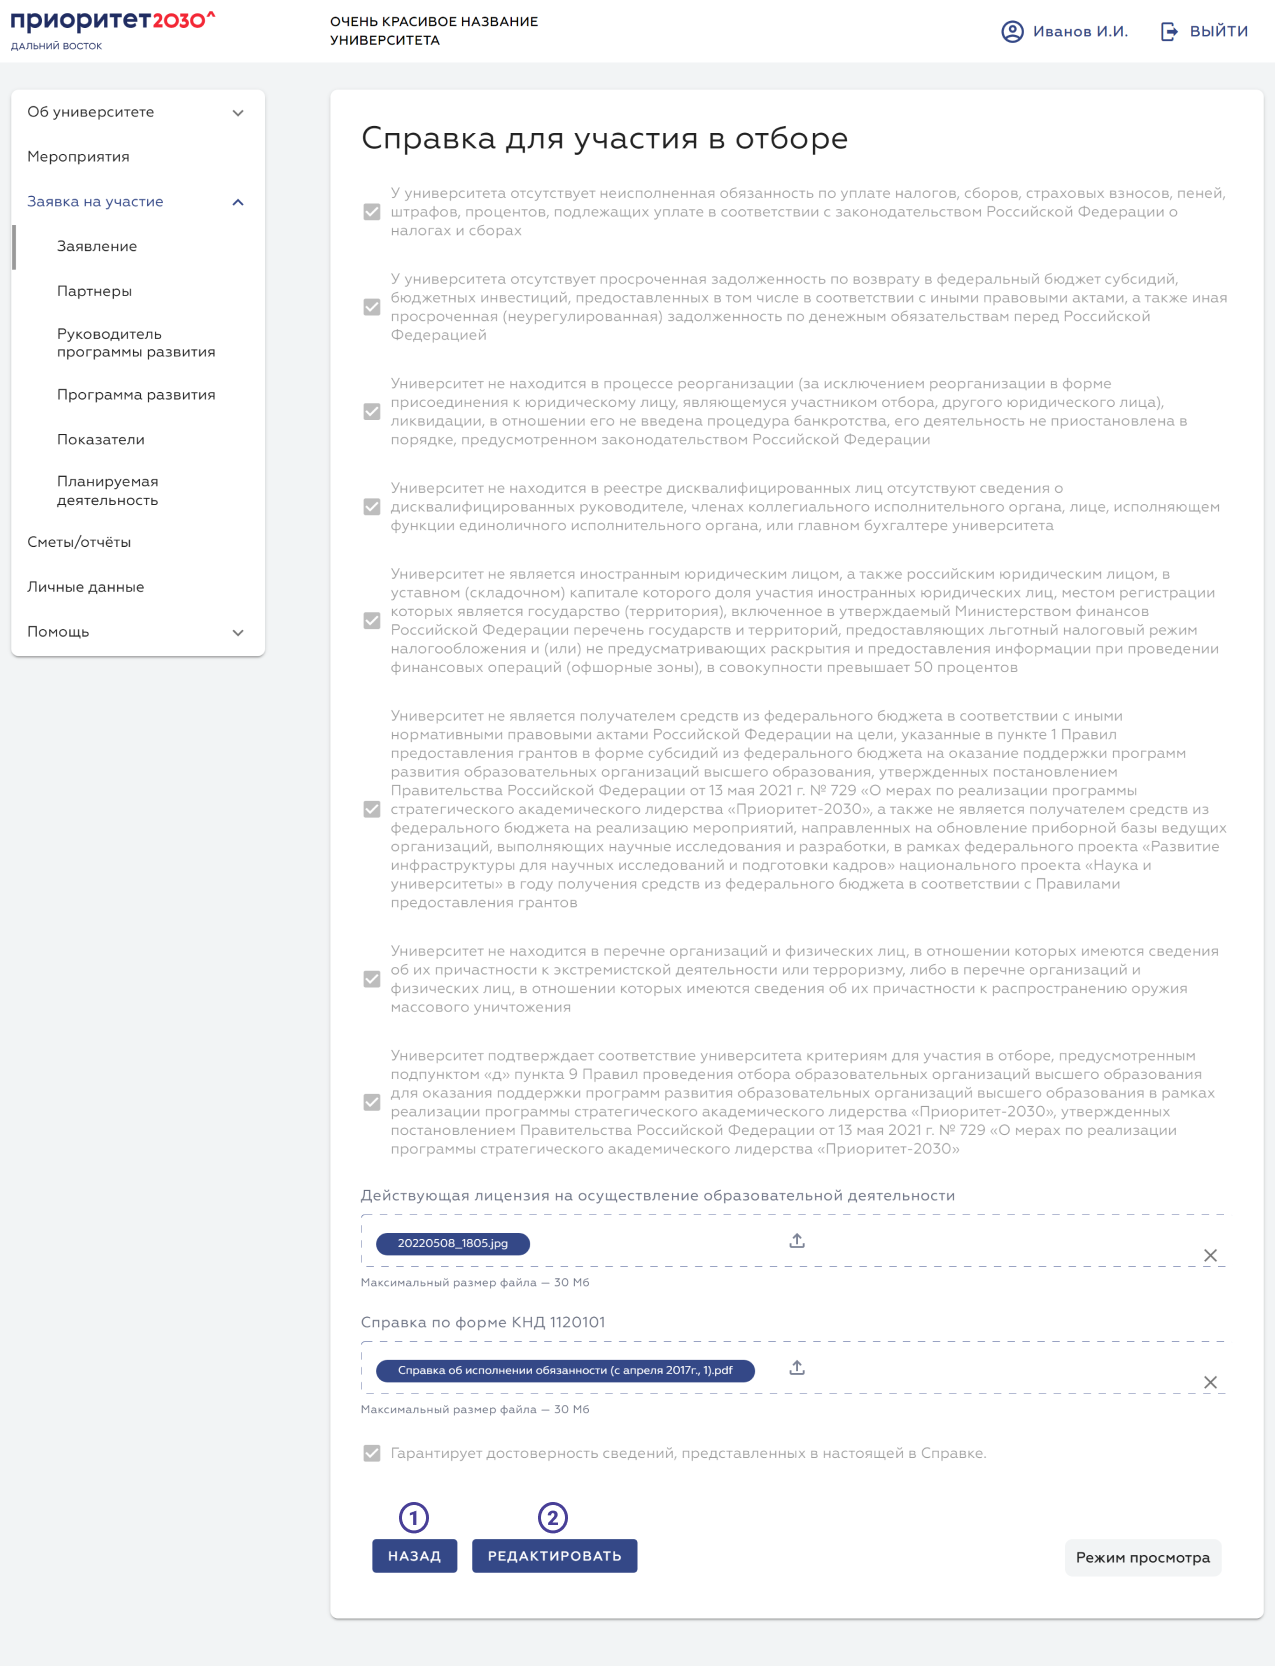 приоритет2030^
ДАЛЬНИЙ ВОСТОК
ОЧЕНЬ КРАСИВОЕ НАЗВАНИЕ
УНИВЕРСИТЕТА
Иванов И.И.
ВЫЙТИ
Об университете
Мероприятия
Заявка на участие
Заявление
Партнеры
Руководитель
программы развития
Программа развития
Показатели
Планируемая
деятельность
Сметы/отчёты
Личные данные
Помощь
Справка для участия в отборе
У университета отсутствует неисполненная обязанность по уплате налогов, сборов, страховых взносов, пеней,
штрафов, процентов, подлежащих уплате в соответствии с законодательством Российской Федерации о
налогах и сборах
У университета отсутствует просроченная задолженность по возврату в федеральный бюджет субсидий,
бюджетных инвестиций, предоставленных в том числе в соответствии с иными правовыми актами, а также иная
просроченная (неурегулированная) задолженность по денежным обязательствам перед Российской
Федерацией
Университет не находится в процессе реорганизации (за исключением реорганизации в форме
присоединения к юридическому лицу, являющемуся участником отбора, другого юридического лица),
ликвидации, в отношении его не введена процедура банкротства, его деятельность не приостановлена в
порядке, предусмотренном законодательством Российской Федерации
Университет не находится в реестре дисквалифицированных лиц отсутствуют сведения о
дисквалифицированных руководителе, членах коллегиального исполнительного органа, лице, исполняющем
функции единоличного исполнительного органа, или главном бухгалтере университета
Университет не является иностранным юридическим лицом, а также российским юридическим лицом, в
уставном (складочном) капитале которого доля участия иностранных юридических лиц, местом регистрации
которых является государство (территория), включенное в утверждаемый Министерством финансов
Российской Федерации перечень государств и территорий, предоставляющих льготный налоговый режим
налогообложения и (или) не предусматривающих раскрытия и предоставления информации при проведении
финансовых операций (офшорные зоны), в совокупности превышает 50 процентов
Университет не является получателем средств из федерального бюджета в соответствии с иными
нормативными правовыми актами Российской Федерации на цели, указанные в пункте 1 Правил
предоставления грантов в форме субсидий из федерального бюджета на оказание поддержки программ
развития образовательных организаций высшего образования, утвержденных постановлением
Правительства Российской Федерации от 13 мая 2021 г. № 729 «О мерах по реализации программы
стратегического академического лидерства «Приоритет-2030», а также не является получателем средств из
федерального бюджета на реализацию мероприятий, направленных на обновление приборной базы ведущих
организаций, выполняющих научные исследования и разработки, в рамках федерального проекта «Развитие
инфраструктуры для научных исследований и подготовки кадров» национального проекта «Наука и
университеты» в году получения средств из федерального бюджета в соответствии с Правилами
предоставления грантов
Университет не находится в перечне организаций и физических лиц, в отношении которых имеются сведения
об их причастности к экстремистской деятельности или терроризму, либо в перечне организаций и
физических лиц, в отношении которых имеются сведения об их причастности к распространению оружия
массового уничтожения
Университет подтверждает соответствие университета критериям для участия в отборе, предусмотренным
подпунктом «д» пункта 9 Правил проведения отбора образовательных организаций высшего образования
для оказания поддержки программ развития образовательных организаций высшего образования в рамках
реализации программы стратегического академического лидерства «Приоритет-2030», утвержденных
постановлением Правительства Российской Федерации от 13 мая 2021 г. № 729 «О мерах по реализации
программы стратегического академического лидерства «Приоритет-2030»
Действующая лицензия на осуществление образовательной деятельности
20220508_1805.jpg
Максимальный размер файла — 30 Мб
Справка по форме КНД 1120101
Справка об исполнении обязанности (с апреля 2017г., 1).pdf
Максимальный размер файла — 30 Мб
Гарантирует достоверность сведений, представленных в настоящей в Справке.
1
2
НАЗАД
РЕДАКТИРОВАТЬ
Режим просмотра